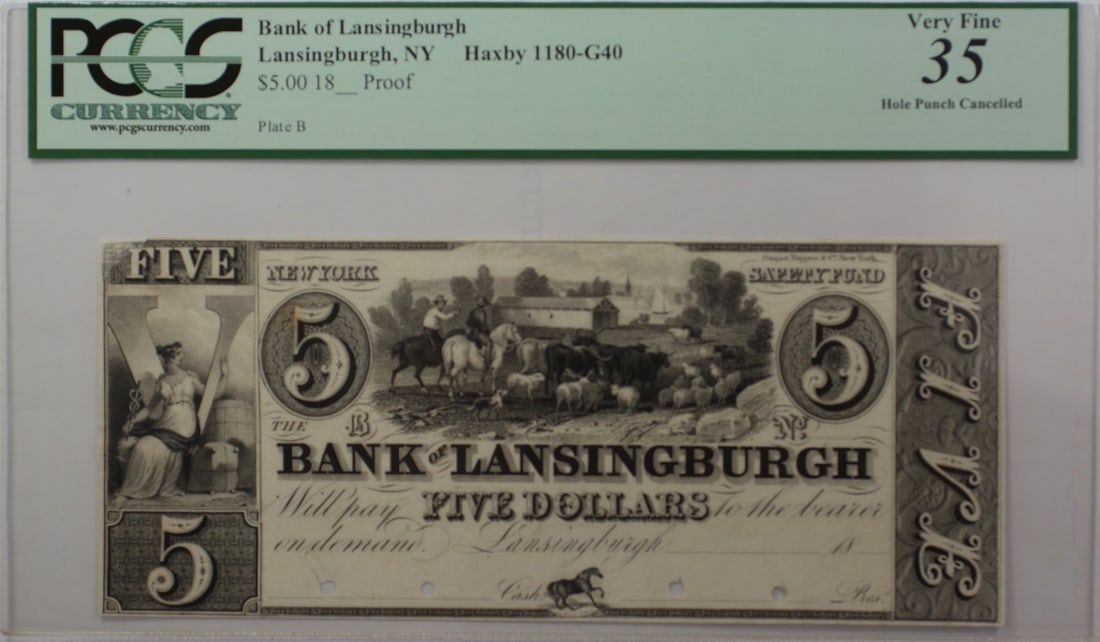 PCGS
CURRENCY
www.pcgscurrency.com
Bank of Lansingburgh
Lansingburgh, NY Haxby 1180-G40
$5.00 18__ Proof
Plate B
Very Fine
35
Hole Punch Cancelled
FIVE
V
5
NEW YORK
SAFETY FUND
5
5
THE
B
No.
BANK OF LANSINGBURGH
Will pay FIVE DOLLARS to the bearer
on demand. Lansingburgh 18
Cash.
Pres.